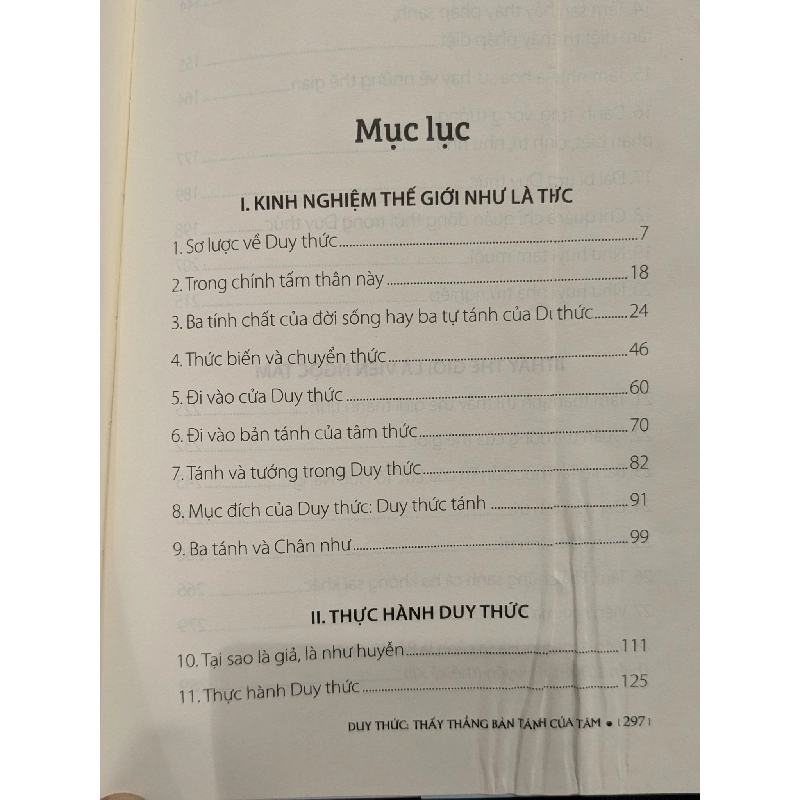 Mục lục
I. KINH NGHIỆM THẾ GIỚI NHƯ LÀ THỨC
1. Sơ lược về Duy thức 7
2. Trong chính tấm thân này 18
3. Ba tính chất của đời sống hay ba tự tánh của Duy thức 24
4. Thức biến và chuyển thức 46
5. Đi vào cửa Duy thức 60
6. Đi vào bản tánh của tâm thức 70
7. Tánh và tướng trong Duy thức 82
8. Mục đích của Duy thức: Duy thức tánh 91
9. Ba tánh và Chân như 99
II. THỰC HÀNH DUY THỨC
10. Tại sao là giả, là như huyễn 111
11. Thực hành Duy thức 125
DUY THỨC: THẤY THẲNG BẢN TÁNH CỦA TÂM • |297|